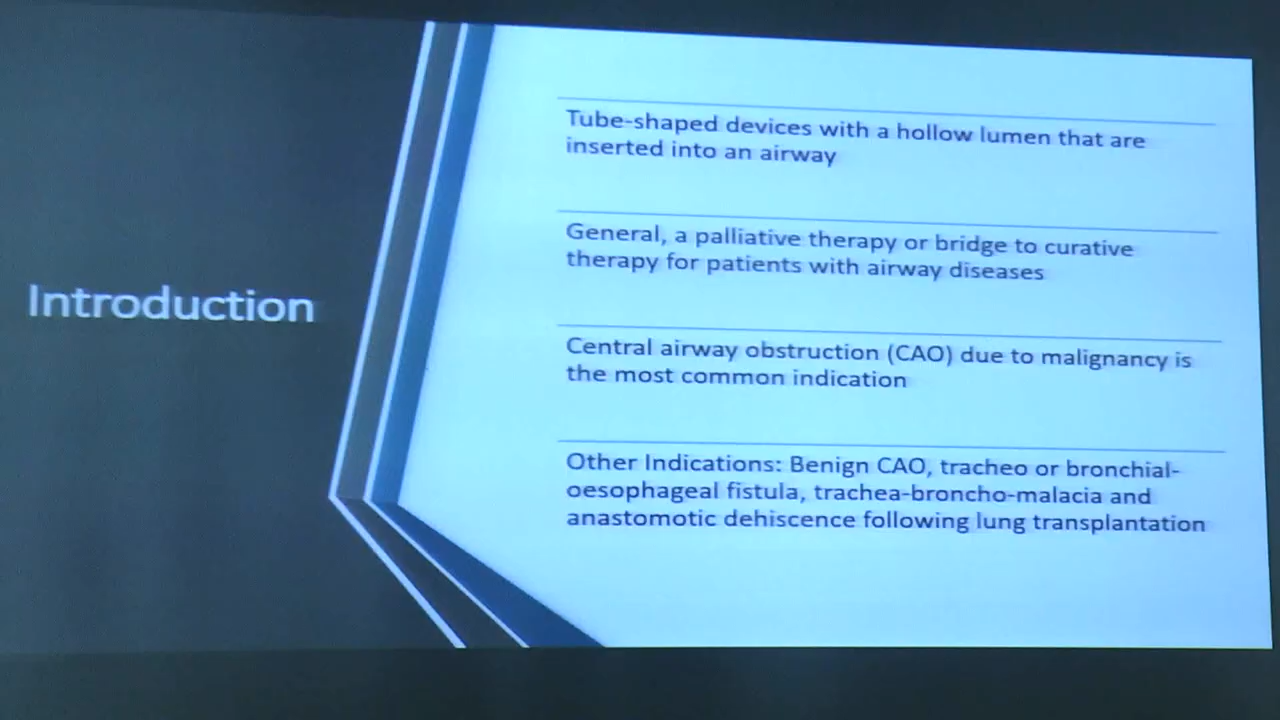 Introduction
Tube-shaped devices with a hollow lumen that are
inserted into an airway
General, a palliative therapy or bridge to curative
therapy for patients with airway diseases
Central airway obstruction (CAO) due to malignancy is
the most common indication
Other Indications: Benign CAO, tracheo or bronchial-
oesophageal fistula, trachea-broncho-malacia and
anastomotic dehiscence following lung transplantation